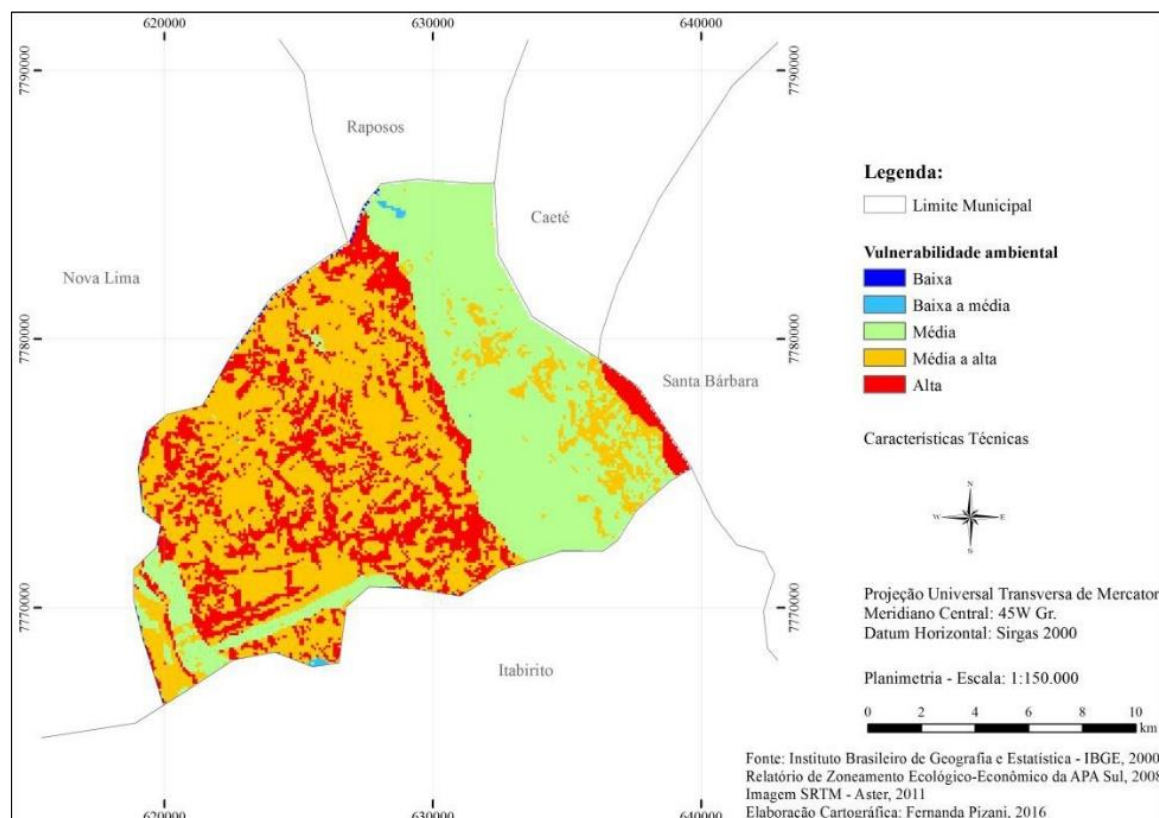 620000
630000
640000
7790000
7790000
Raposos
Legenda:
Limite Municipal
Caeté
Vulnerabilidade ambiental
Nova Lima
Baixa
Baixa a média
Média
7780000
7780000
Média a alta
Santa Bárbara
Alta
Características Técnicas
N
W
E
S
Projeção Universal Transversa de Mercator
7770000
7770000
Meridiano Central: 45W Gr.
Datum Horizontal: Sirgas 2000
Itabirito
Planimetria - Escala: 1:150.000
0 2 4 6 8 10
km
Fonte: Instituto Brasileiro de Geografia e Estatística - IBGE, 2000
Relatório de Zoneamento Ecológico-Econômico da APA Sul, 2008
Imagem SRTM - Aster, 2011
Elaboração Cartográfica: Fernanda Pizani, 2016
620000
630000
640000